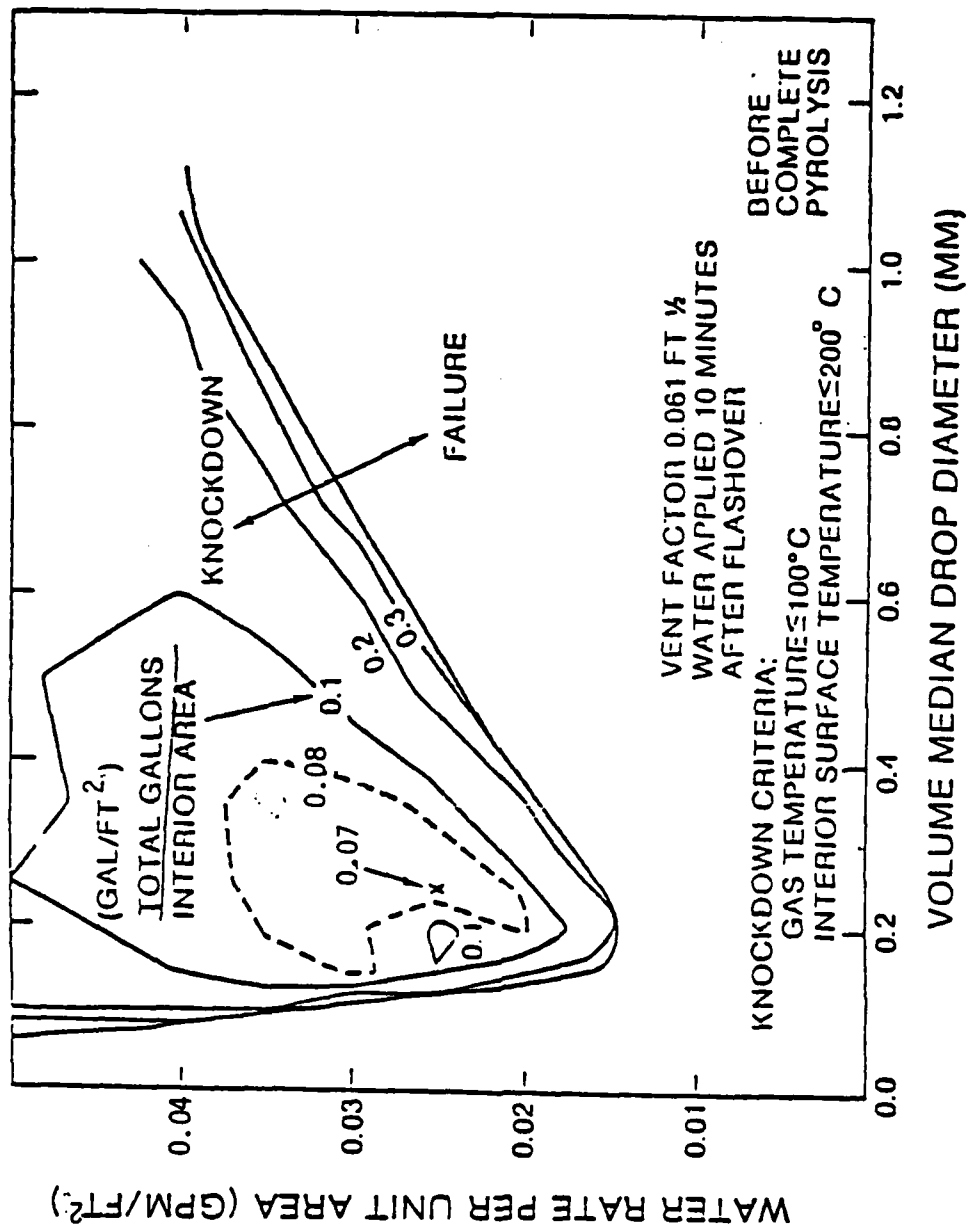 WATER RATE PER UNIT AREA (GPM/FT²)
0.04
0.03
0.02
0.01
0.0
0.2
0.4
0.6
0.8
1.0
1.2
VOLUME MEDIAN DROP DIAMETER (MM)
(GAL/FT²)
TOTAL GALLONS
INTERIOR AREA
KNOCKDOWN
FAILURE
0.1
0.08
0.07
0.2
0.3
VENT FACTOR 0.061 FT ½
WATER APPLIED 10 MINUTES
AFTER FLASHOVER
KNOCKDOWN CRITERIA:
GAS TEMPERATURE≤100°C
INTERIOR SURFACE TEMPERATURE≤200° C
BEFORE
COMPLETE
PYROLYSIS